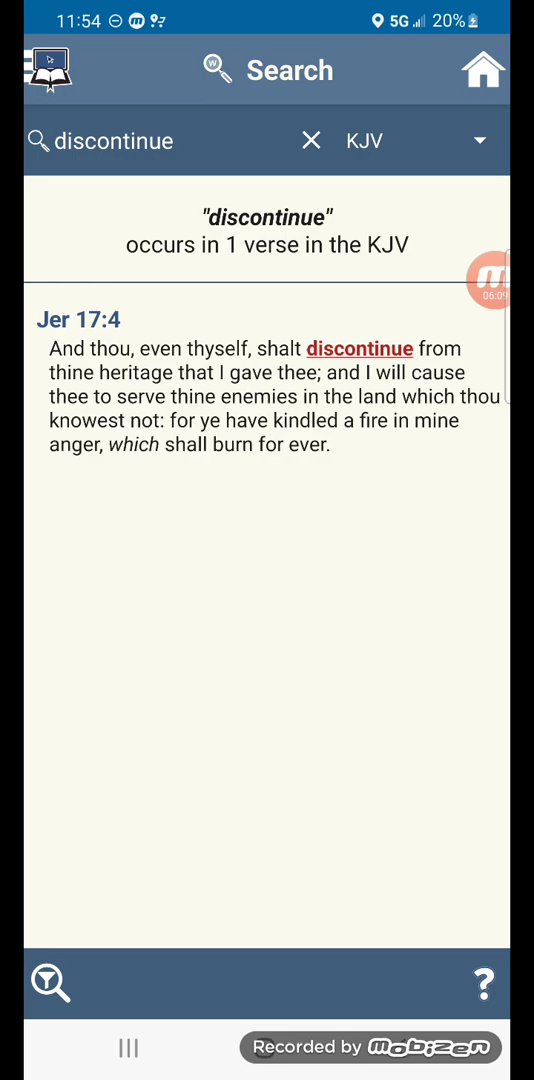 11:54 5G 20%
W Search
discontinue KJV
"discontinue"
occurs in 1 verse in the KJV
06:09
Jer 17:4
And thou, even thyself, shalt discontinue from
thine heritage that I gave thee; and I will cause
thee to serve thine enemies in the land which thou
knowest not: for ye have kindled a fire in mine
anger, which shall burn for ever.
?
Recorded by mobizen